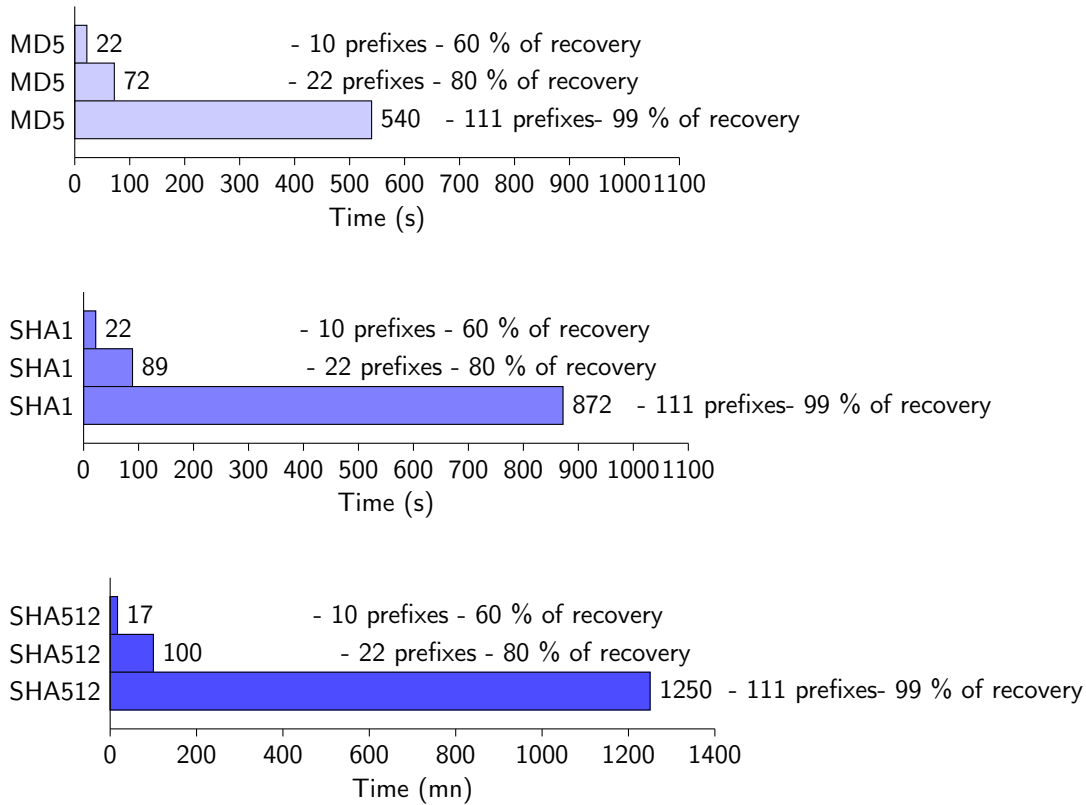 MD5 22 - 10 prefixes - 60 % of recovery
MD5 72 - 22 prefixes - 80 % of recovery
MD5 540 - 111 prefixes- 99 % of recovery
0 100 200 300 400 500 600 700 800 900 1000 1100
Time (s)
SHA1 22 - 10 prefixes - 60 % of recovery
SHA1 89 - 22 prefixes - 80 % of recovery
SHA1 872 - 111 prefixes- 99 % of recovery
0 100 200 300 400 500 600 700 800 900 1000 1100
Time (s)
SHA512 17 - 10 prefixes - 60 % of recovery
SHA512 100 - 22 prefixes - 80 % of recovery
SHA512 1250 - 111 prefixes- 99 % of recovery
0 200 400 600 800 1000 1200 1400
Time (mn)